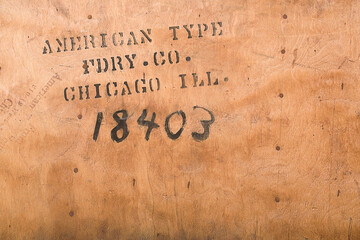 AMERICAN TYPE
FDRY. CO.
CHICAGO ILL.
18403